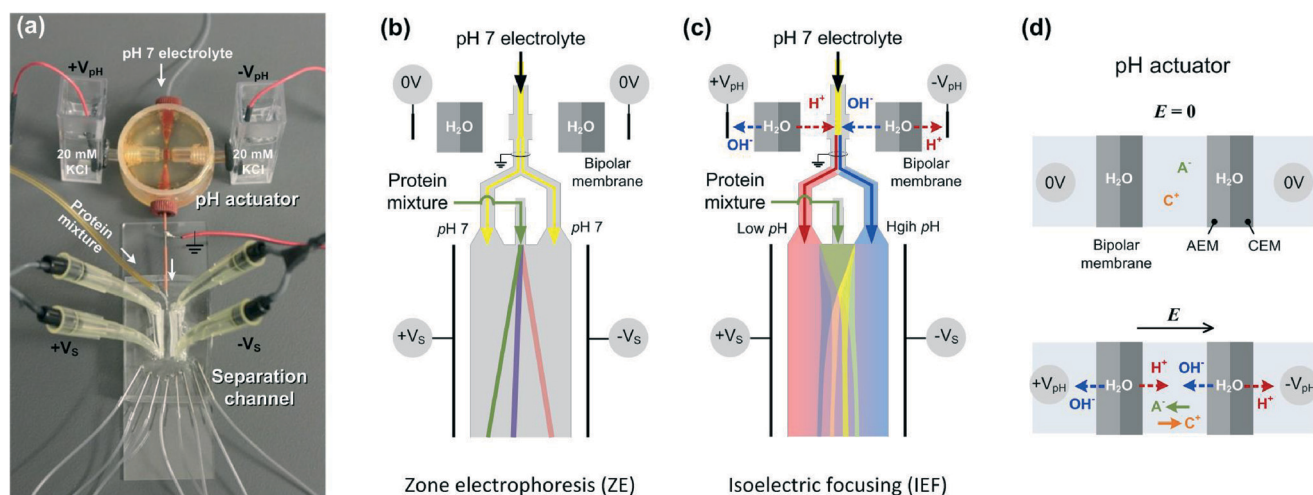 (a)
pH 7 electrolyte
+VpH
-VpH
20 mM
KCl
20 mM
KCl
pH actuator
Protein
mixture
+VS
-VS
Separation
channel
(b)
pH 7 electrolyte
0V
0V
H2O
H2O
Bipolar
membrane
Protein
mixture
pH 7
pH 7
+VS
-VS
Zone electrophoresis (ZE)
(c)
pH 7 electrolyte
+VpH
-VpH
H+
OH-
H2O
H2O
OH-
H+
Bipolar
membrane
Protein
mixture
Low pH
Hgih pH
+VS
-VS
Isoelectric focusing (IEF)
(d)
pH actuator
E = 0
0V
H2O
A-
C+
H2O
0V
Bipolar
membrane
AEM
CEM
E
+VpH
OH-
H2O
H+
OH-
A-
C+
H2O
H+
-VpH